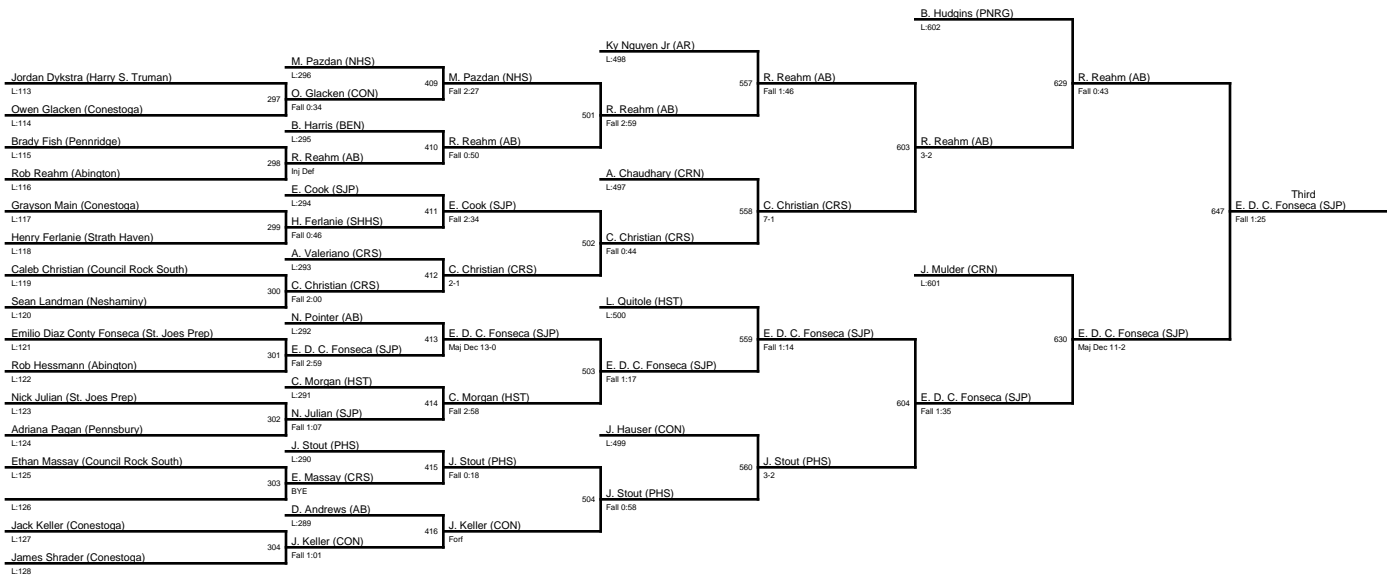 B. Hudgins (PNRG)
L:602
Ky Nguyen Jr (AR)
L:498
M. Pazdan (NHS)
L:296
Jordan Dykstra (Harry S. Truman)
L:113
409
M. Pazdan (NHS)
Fall 2:27
557
R. Reahm (AB)
Fall 1:46
629
R. Reahm (AB)
Fall 0:43
297
O. Glacken (CON)
Fall 0:34
Owen Glacken (Conestoga)
L:114
501
R. Reahm (AB)
Fall 2:59
B. Harris (BEN)
L:295
Brady Fish (Pennridge)
L:115
410
R. Reahm (AB)
Fall 0:50
603
R. Reahm (AB)
3-2
298
R. Reahm (AB)
Inj Def
Rob Reahm (Abington)
L:116
A. Chaudhary (CRN)
L:497
E. Cook (SJP)
L:294
Third
Grayson Main (Conestoga)
L:117
411
E. Cook (SJP)
Fall 2:34
558
C. Christian (CRS)
7-1
647
E. D. C. Fonseca (SJP)
Fall 1:25
299
H. Ferlanie (SHHS)
Fall 0:46
Henry Ferlanie (Strath Haven)
L:118
502
C. Christian (CRS)
Fall 0:44
A. Valeriano (CRS)
L:293
Caleb Christian (Council Rock South)
L:119
412
C. Christian (CRS)
2-1
J. Mulder (CRN)
L:601
300
C. Christian (CRS)
Fall 2:00
Sean Landman (Neshaminy)
L:120
L. Quitole (HST)
L:500
N. Pointer (AB)
L:292
Emilio Diaz Conty Fonseca (St. Joes Prep)
L:121
413
E. D. C. Fonseca (SJP)
Maj Dec 13-0
559
E. D. C. Fonseca (SJP)
Fall 1:14
630
E. D. C. Fonseca (SJP)
Maj Dec 11-2
301
E. D. C. Fonseca (SJP)
Fall 2:59
Rob Hessmann (Abington)
L:122
503
E. D. C. Fonseca (SJP)
Fall 1:17
C. Morgan (HST)
L:291
Nick Julian (St. Joes Prep)
L:123
414
C. Morgan (HST)
Fall 2:58
604
E. D. C. Fonseca (SJP)
Fall 1:35
302
N. Julian (SJP)
Fall 1:07
Adriana Pagan (Pennsbury)
L:124
J. Hauser (CON)
L:499
J. Stout (PHS)
L:290
Ethan Massay (Council Rock South)
L:125
415
J. Stout (PHS)
Fall 0:18
560
J. Stout (PHS)
3-2
303
E. Massay (CRS)
BYE
L:126
504
J. Stout (PHS)
Fall 0:58
D. Andrews (AB)
L:289
Jack Keller (Conestoga)
L:127
416
J. Keller (CON)
Forf
304
J. Keller (CON)
Fall 1:01
James Shrader (Conestoga)
L:128